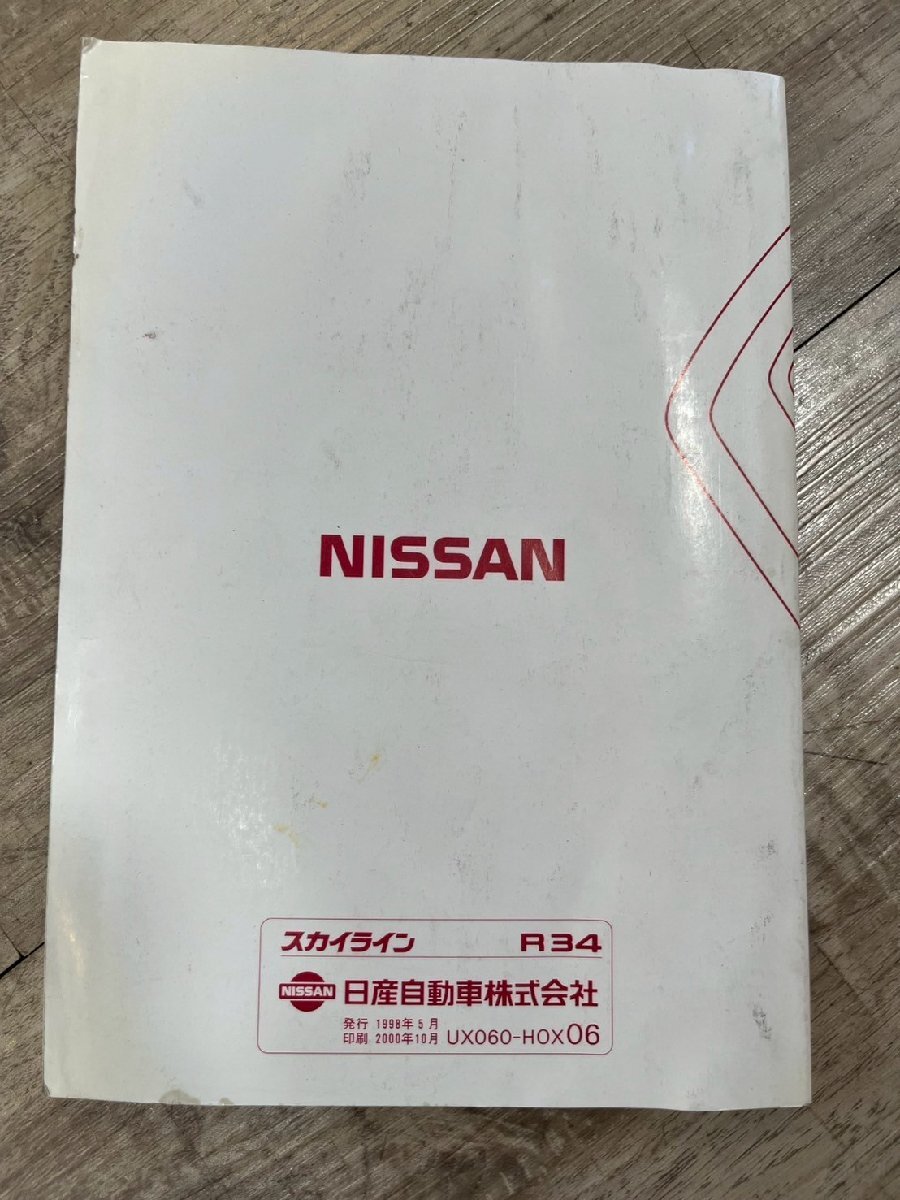 NISSAN
スカイライン R34
NISSAN 日産自動車株式会社
発行 1998年5月
印刷 2000年10月 UX060-H0X06